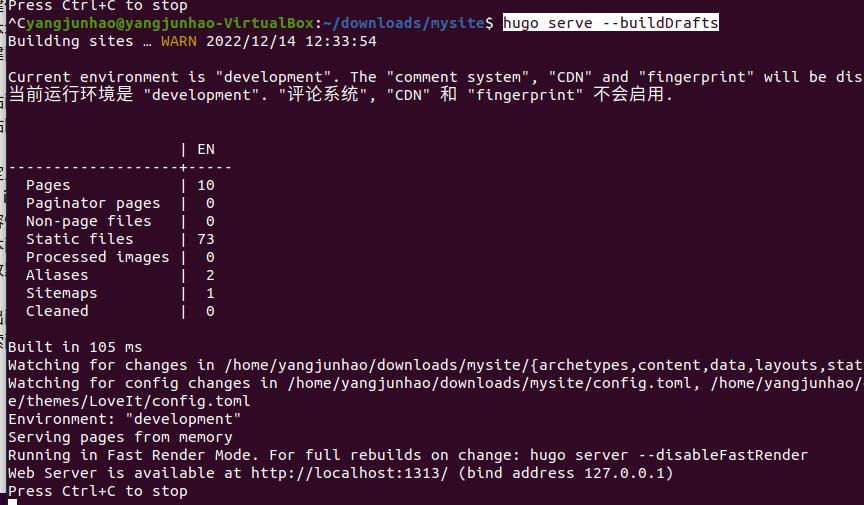 Press Ctrl+C to stop
^Cyangjunhao@yangjunhao-VirtualBox:~/downloads/mysite$ hugo serve --buildDrafts
Building sites … WARN 2022/12/14 12:33:54
Current environment is "development". The "comment system", "CDN" and "fingerprint" will be dis
当前运行环境是 "development". "评论系统", "CDN" 和 "fingerprint" 不会启用.
| EN
-------------------+-----
Pages | 10
Paginator pages | 0
Non-page files | 0
Static files | 73
Processed images | 0
Aliases | 2
Sitemaps | 1
Cleaned | 0
Built in 105 ms
Watching for changes in /home/yangjunhao/downloads/mysite/{archetypes,content,data,layouts,stat
Watching for config changes in /home/yangjunhao/downloads/mysite/config.toml, /home/yangjunhao/
e/themes/LoveIt/config.toml
Environment: "development"
Serving pages from memory
Running in Fast Render Mode. For full rebuilds on change: hugo server --disableFastRender
Web Server is available at http://localhost:1313/ (bind address 127.0.0.1)
Press Ctrl+C to stop